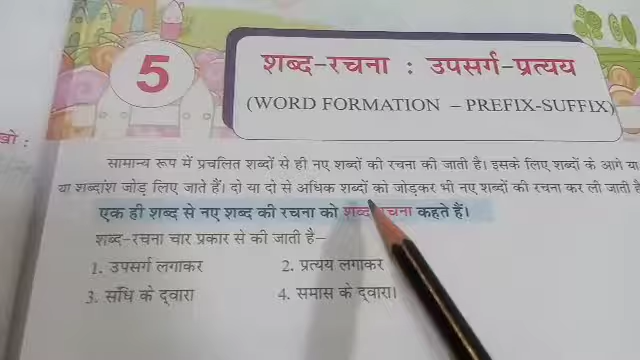 5
शब्द-रचना : उपसर्ग-प्रत्यय
(WORD FORMATION – PREFIX-SUFFIX)
खो :
सामान्य रूप में प्रचलित शब्दों से ही नए शब्दों की रचना की जाती है। इसके लिए शब्दों के आगे या
या शब्दांश जोड़ लिए जाते हैं। दो या दो से अधिक शब्दों को जोड़कर भी नए शब्दों की रचना कर ली जाती है
एक ही शब्द से नए शब्द की रचना को शब्द रचना कहते हैं।
शब्द-रचना चार प्रकार से की जाती है–
1. उपसर्ग लगाकर 2. प्रत्यय लगाकर
3. संधि के द्वारा 4. समास के द्वारा।